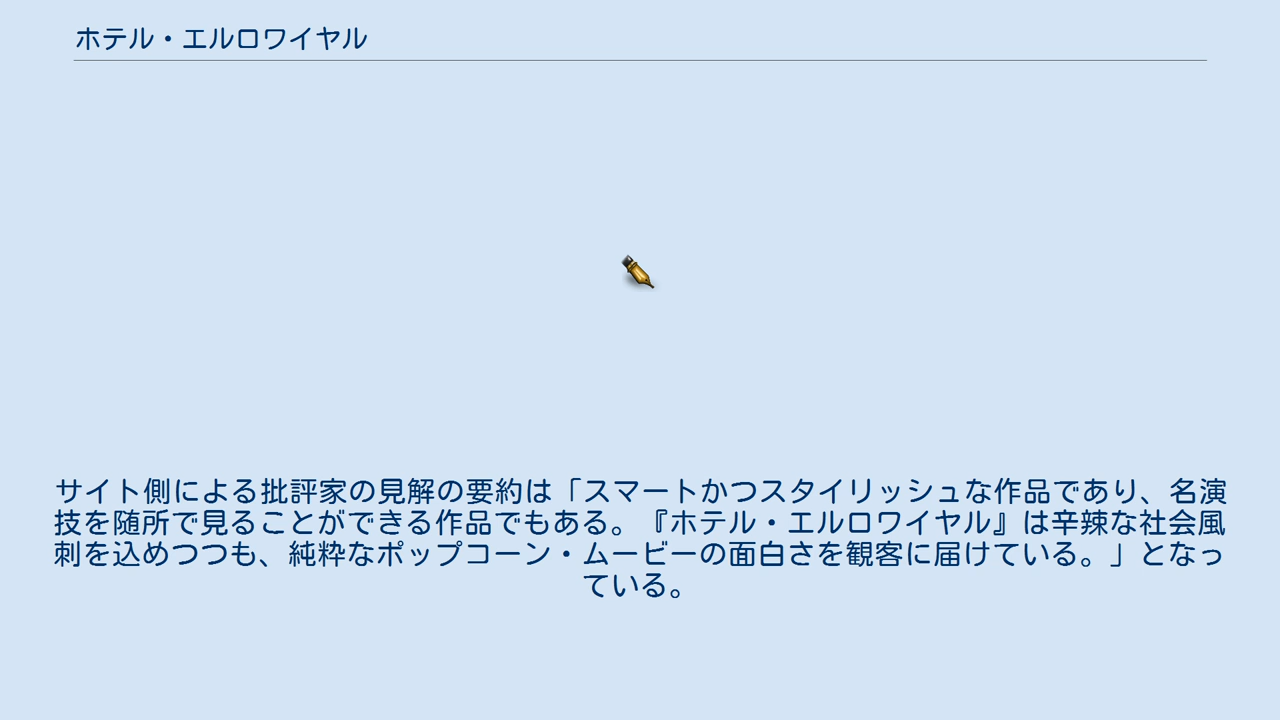 ホテル・エルロワイヤル
サイト側による批評家の見解の要約は「スマートかつスタイリッシュな作品であり、名演
技を随所で見ることができる作品でもある。『ホテル・エルロワイヤル』は辛辣な社会風
刺を込めつつも、純粋なポップコーン・ムービーの面白さを観客に届けている。」となっ
ている。